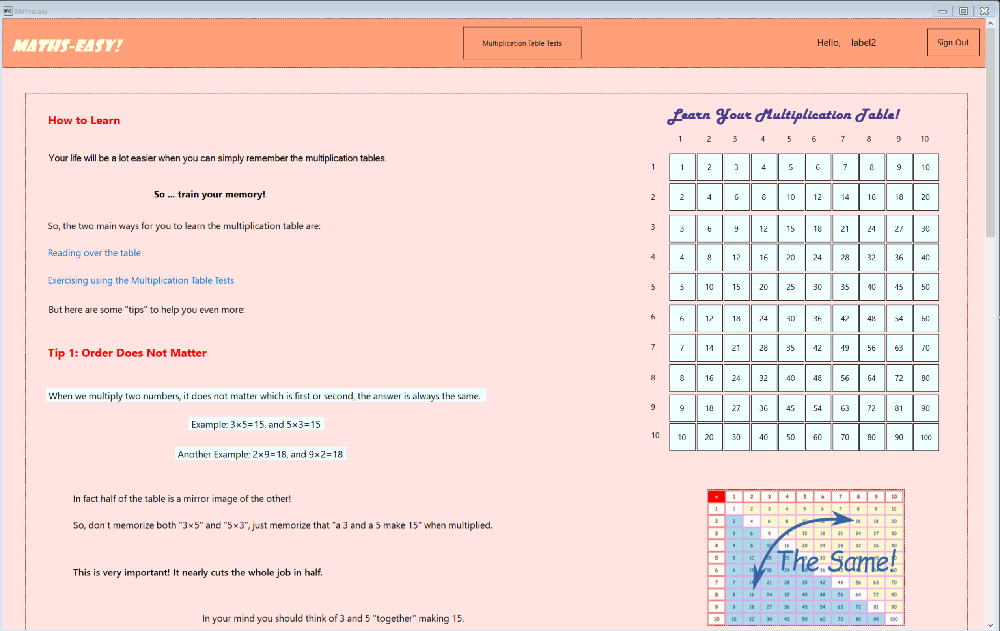 MathsEasy
MATHS-EASY!
Multiplication Table Tests
Hello, label2
Sign Out
How to Learn
Your life will be a lot easier when you can simply remember the multiplication tables.
So ... train your memory!
So, the two main ways for you to learn the multiplication table are:
Reading over the table
Exercising using the Multiplication Table Tests
But here are some "tips" to help you even more:
Tip 1: Order Does Not Matter
When we multiply two numbers, it does not matter which is first or second, the answer is always the same.
Example: 3×5=15, and 5×3=15
Another Example: 2×9=18, and 9×2=18
In fact half of the table is a mirror image of the other!
So, don't memorize both "3×5" and "5×3", just memorize that "a 3 and a 5 make 15" when multiplied.
This is very important! It nearly cuts the whole job in half.
In your mind you should think of 3 and 5 "together" making 15.
Learn Your Multiplication Table!
1 2 3 4 5 6 7 8 9 10
1 1 2 3 4 5 6 7 8 9 10
2 2 4 6 8 10 12 14 16 18 20
3 3 6 9 12 15 18 21 24 27 30
4 4 8 12 16 20 24 28 32 36 40
5 5 10 15 20 25 30 35 40 45 50
6 6 12 18 24 30 36 42 48 54 60
7 7 14 21 28 35 42 49 56 63 70
8 8 16 24 32 40 48 56 64 72 80
9 9 18 27 36 45 54 63 72 81 90
10 10 20 30 40 50 60 70 80 90 100
× 1 2 3 4 5 6 7 8 9 10
1 1 2 3 4 5 6 7 8 9 10
2 2 4 6 8 10 16 18 20
3 3 6 9 15 18 21 24 27 30
4 4 8 12 16 20 24 28 32 36 40
5 5 10 15 20 30
The Same!
6 6 12 18 24 36
7 7 14 21 28 35 42 49 56 63 70
8 8 16 24 32 40 48 56 64 72 80
9 9 18 27 36 45 54 63 72 81 90
10 10 20 30 40 50 60 70 80 90 100